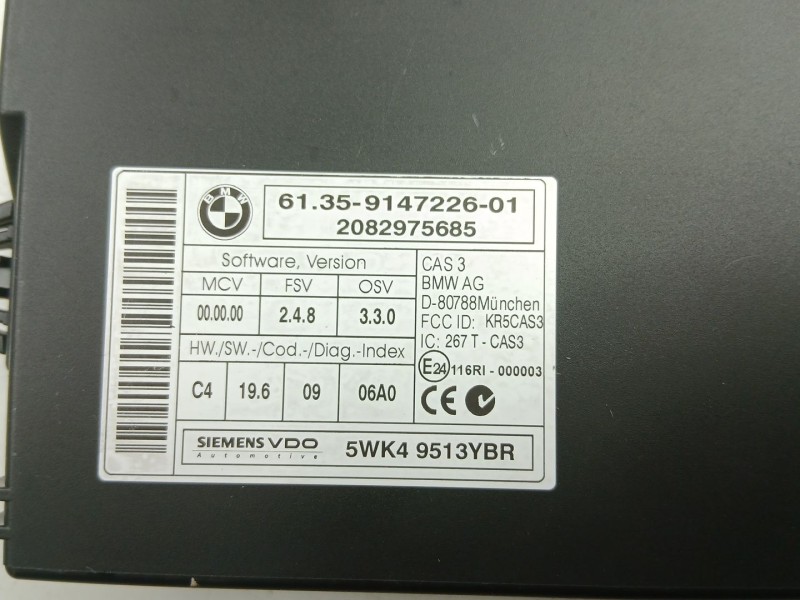 BMW
61.35-9147226-01
2082975685
Software, Version
MCV FSV OSV
00.00.00 2.4.8 3.3.0
HW./SW.-/Cod.-/Diag.-Index
C4 19.6 09 06A0
CAS 3
BMW AG
D-80788München
FCC ID: KR5CAS3
IC: 267 T - CAS3
E24 116RI - 000003
CE
SIEMENS VDO
Automotive
5WK4 9513YBR